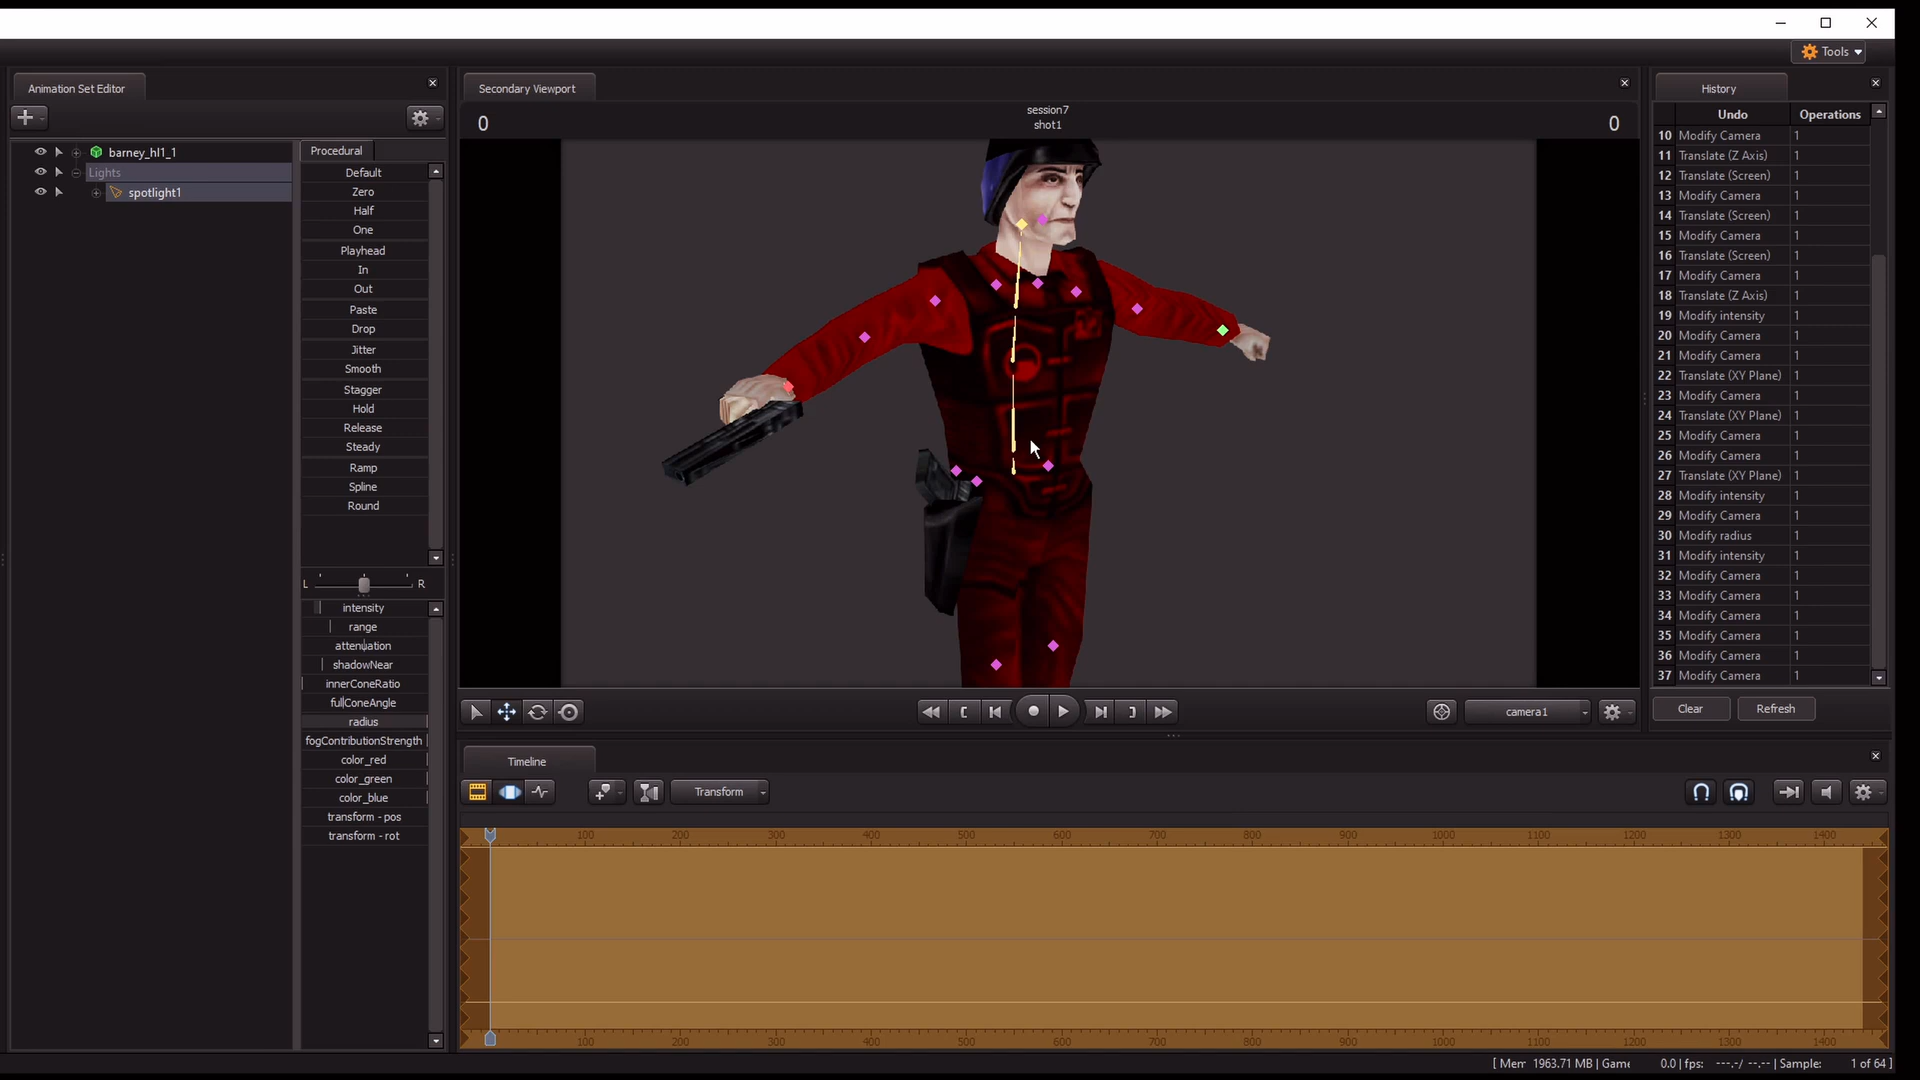 Tools
Animation Set Editor
barney_hl1_1
Lights
spotlight1
Procedural
Default
Zero
Half
One
Playhead
In
Out
Paste
Drop
Jitter
Smooth
Stagger
Hold
Release
Steady
Ramp
Spline
Round
L R
intensity
range
attenuation
shadowNear
innerConeRatio
fullConeAngle
radius
fogContributionStrength
color_red
color_green
color_blue
transform - pos
transform - rot
Secondary Viewport
0 session7 0
shot1
camera1
History
Undo Operations
10 Modify Camera 1
11 Translate (Z Axis) 1
12 Translate (Screen) 1
13 Modify Camera 1
14 Translate (Screen) 1
15 Modify Camera 1
16 Translate (Screen) 1
17 Modify Camera 1
18 Translate (Z Axis) 1
19 Modify intensity 1
20 Modify Camera 1
21 Modify Camera 1
22 Translate (XY Plane) 1
23 Modify Camera 1
24 Translate (XY Plane) 1
25 Modify Camera 1
26 Modify Camera 1
27 Translate (XY Plane) 1
28 Modify intensity 1
29 Modify Camera 1
30 Modify radius 1
31 Modify intensity 1
32 Modify Camera 1
33 Modify Camera 1
34 Modify Camera 1
35 Modify Camera 1
36 Modify Camera 1
37 Modify Camera 1
Clear Refresh
Timeline
Transform
100 200 300 400 500 600 700 800 900 1000 1100 1200 1300 1400
100 200 300 400 500 600 700 800 900 1000 1100 1200 1300 1400
[ Mem 1963.71 MB | Game 0.0 | fps: ---.-/ --.-- | Sample: 1 of 64 ]